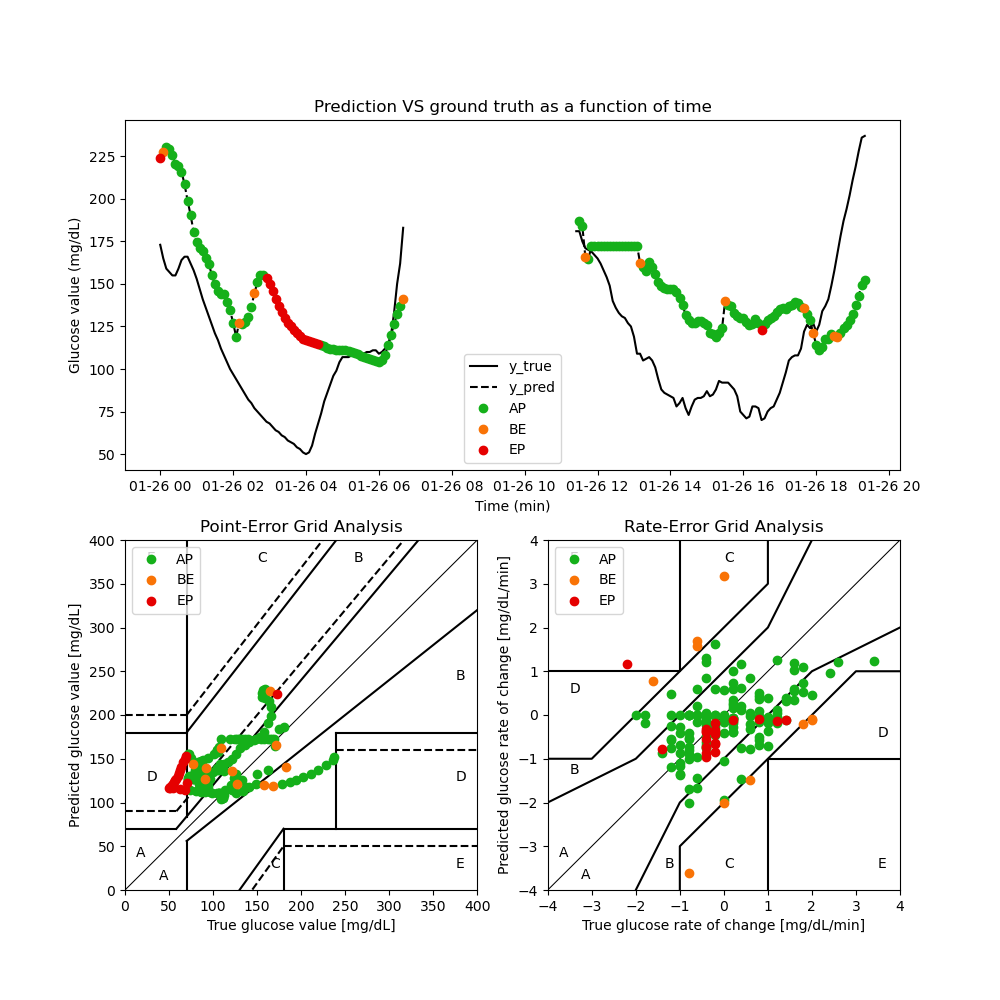 Prediction VS ground truth as a function of time
Glucose value (mg/dL)
225
200
175
150
125
100
75
50
y_true
y_pred
AP
BE
EP
01-26 00 01-26 02 01-26 04 01-26 06 01-26 08 01-26 10 01-26 12 01-26 14 01-26 16 01-26 18 01-26 20
Time (min)
Point-Error Grid Analysis
Predicted glucose value [mg/dL]
400
350
300
250
200
150
100
50
0
AP
BE
EP
C
B
B
D
D
A
A
C
E
0 50 100 150 200 250 300 350 400
True glucose value [mg/dL]
Rate-Error Grid Analysis
Predicted glucose rate of change [mg/dL/min]
4
3
2
1
0
−1
−2
−3
−4
AP
BE
EP
C
D
D
B
A
A
B
C
E
−4 −3 −2 −1 0 1 2 3 4
True glucose rate of change [mg/dL/min]